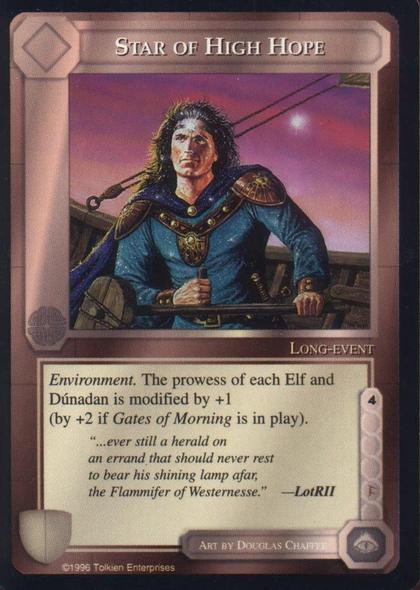 STAR OF HIGH HOPE
LONG-EVENT
Environment. The prowess of each Elf and
Dúnadan is modified by +1
(by +2 if Gates of Morning is in play).
4
"...ever still a herald on
an errand that should never rest
to bear his shining lamp afar,
the Flammifer of Westernesse." —LotRII
F
ART BY DOUGLAS CHAFFEE
©1996 Tolkien Enterprises